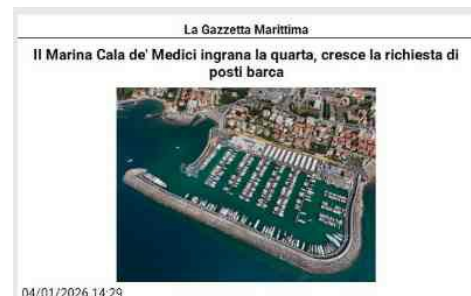 La Gazzetta Marittima
Il Marina Cala de' Medici ingrana la quarta, cresce la richiesta di
posti barca
04/01/2026 14:29